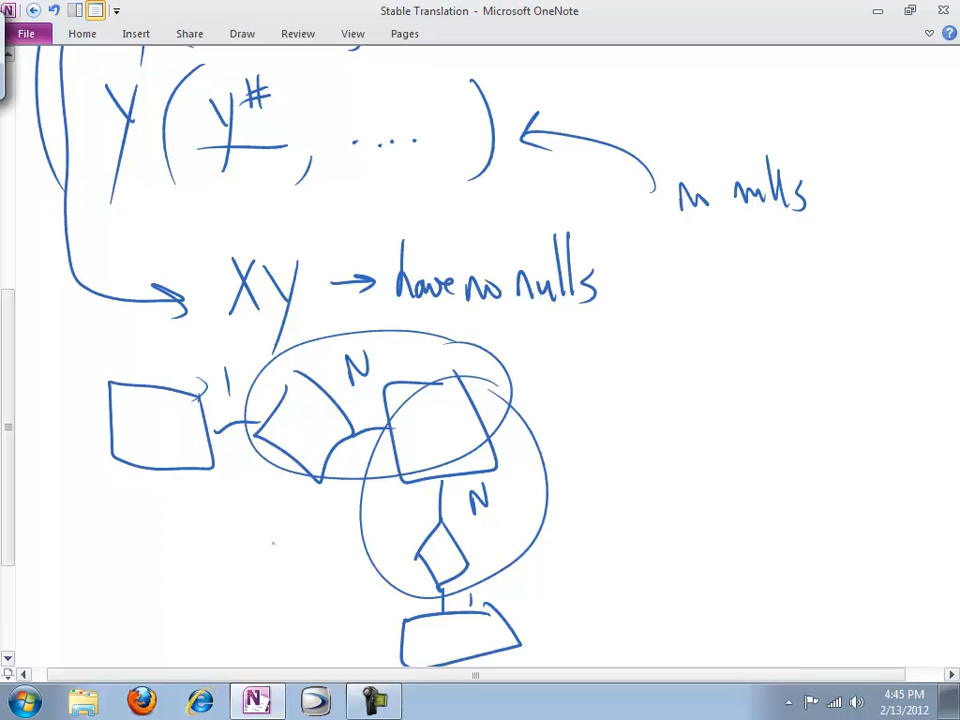 Stable Translation - Microsoft OneNote
File Home Insert Share Draw Review View Pages
Y ( y# , .... )
nulls
XY → have no nulls
1 N
N
1
4:45 PM
2/13/2012